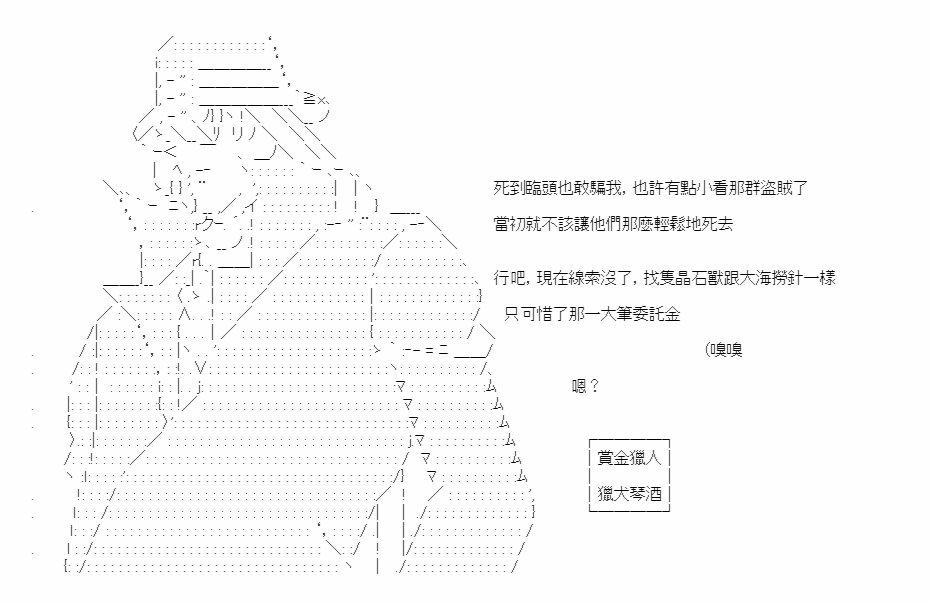 死到臨頭也敢騙我，也許有點小看那群盜賊了
當初就不該讓他們那麼輕鬆地死去
行吧，現在線索沒了，找隻晶石獸跟大海撈針一樣
只可惜了那一大筆委託金
（嗅嗅
嗯？
賞金獵人
獵犬琴酒